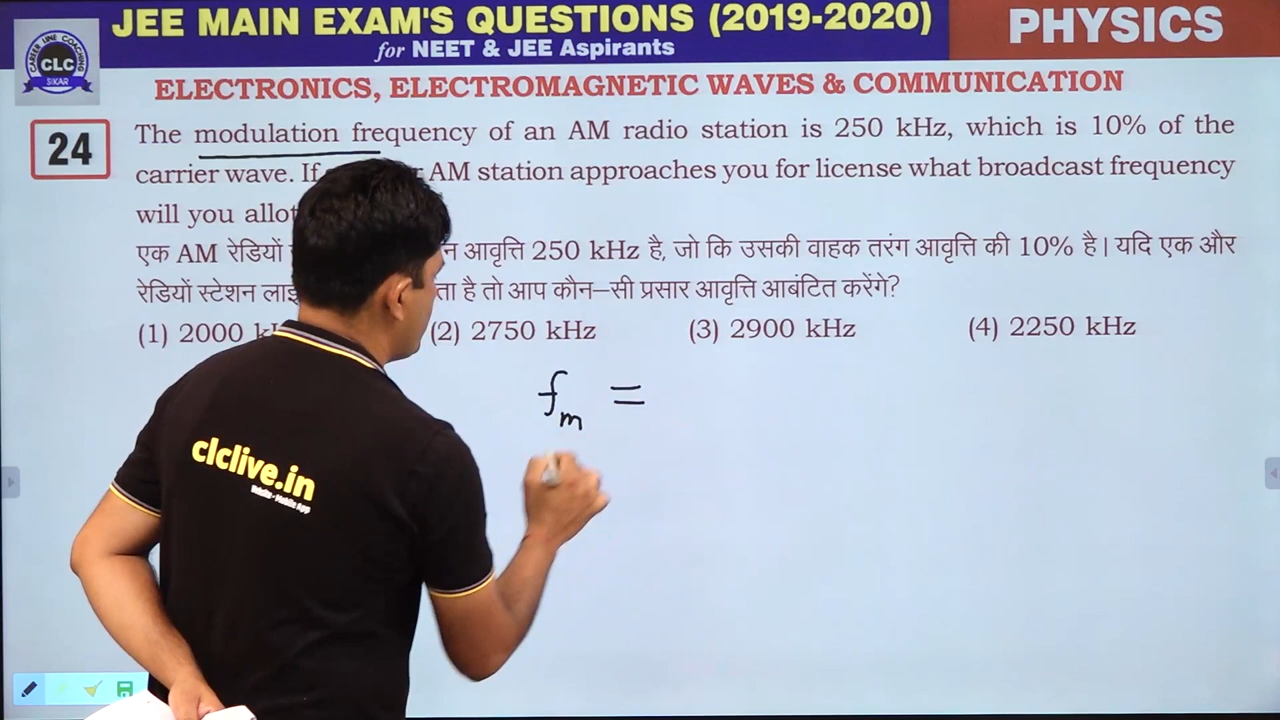 JEE MAIN EXAM'S QUESTIONS (2019-2020)
for NEET & JEE Aspirants
PHYSICS
CAREER LINE COACHING
CLC
SIKAR
ELECTRONICS, ELECTROMAGNETIC WAVES & COMMUNICATION
24
The modulation frequency of an AM radio station is 250 kHz, which is 10% of the
carrier wave. If AM station approaches you for license what broadcast frequency
will you allot
एक AM रेडियों आवृत्ति 250 kHz है, जो कि उसकी वाहक तरंग आवृत्ति की 10% है। यदि एक और
रेडियों स्टेशन है तो आप कौन–सी प्रसार आवृत्ति आबंटित करेंगे?
(1) 2000 (2) 2750 kHz (3) 2900 kHz (4) 2250 kHz
fm =
clclive.in